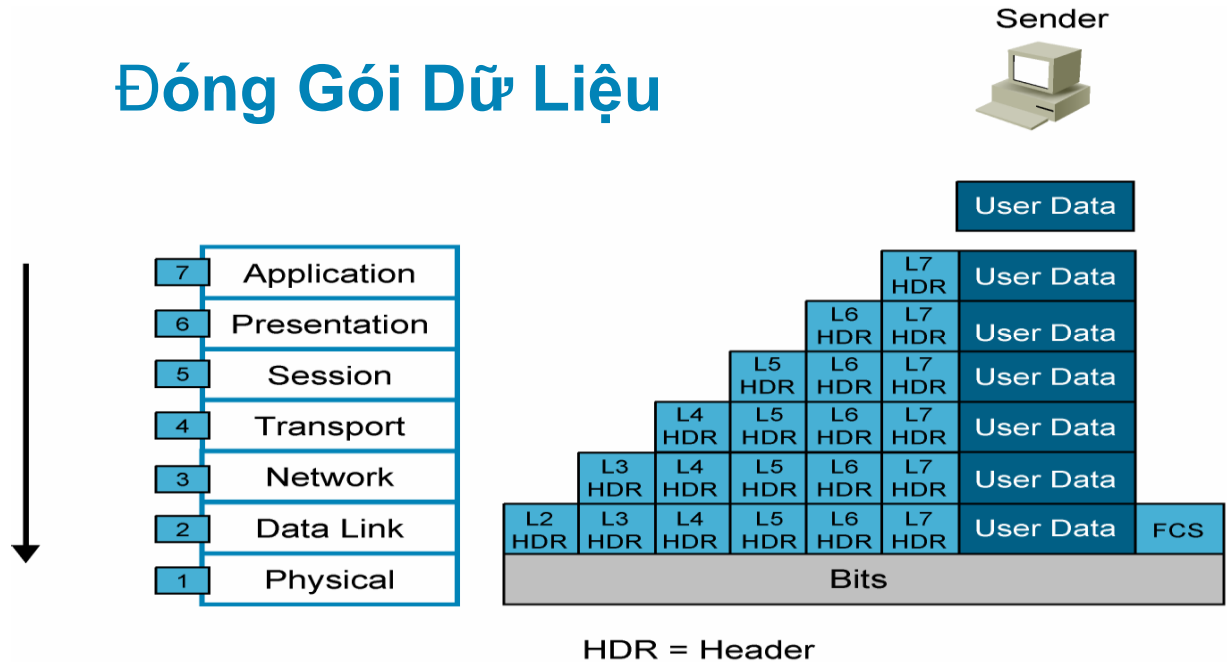 Sender
Đóng Gói Dữ Liệu
User Data
7 Application L7 HDR User Data
6 Presentation L6 HDR L7 HDR User Data
5 Session L5 HDR L6 HDR L7 HDR User Data
4 Transport L4 HDR L5 HDR L6 HDR L7 HDR User Data
3 Network L3 HDR L4 HDR L5 HDR L6 HDR L7 HDR User Data
2 Data Link L2 HDR L3 HDR L4 HDR L5 HDR L6 HDR L7 HDR User Data FCS
1 Physical Bits
HDR = Header